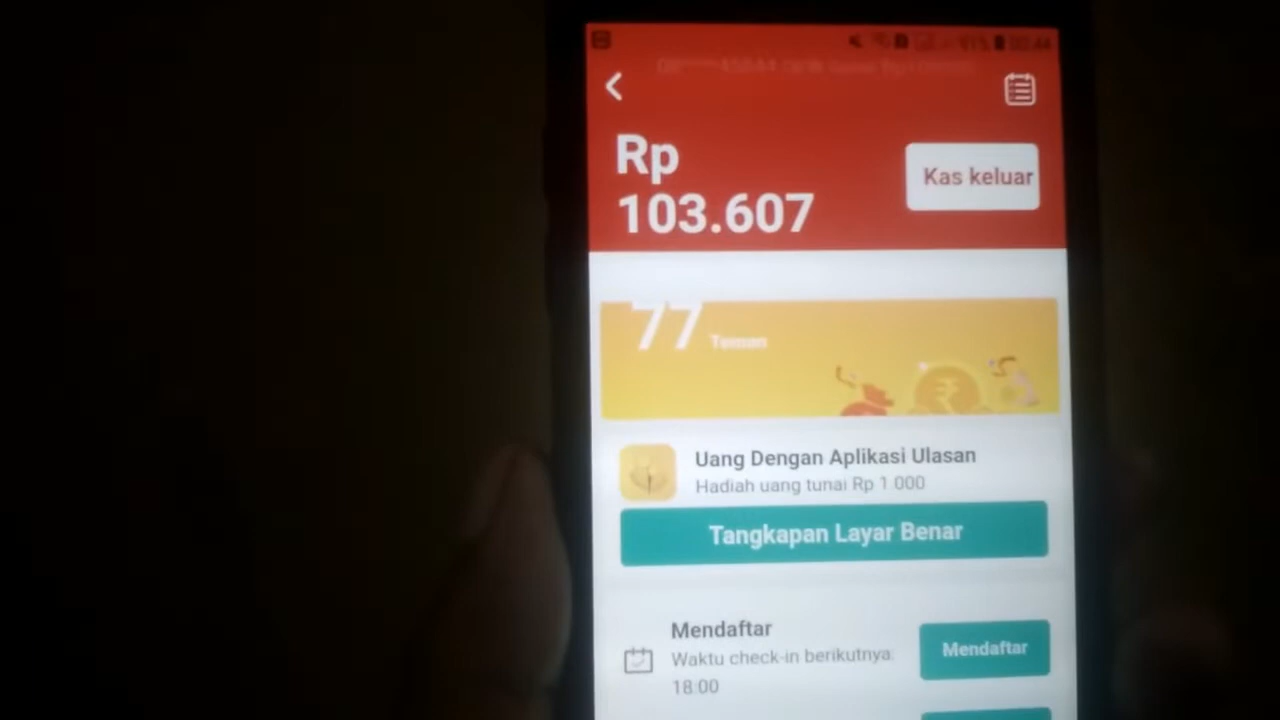 Rp
103.607
Kas keluar
77 Teman
Uang Dengan Aplikasi Ulasan
Hadiah uang tunai Rp 1.000
Tangkapan Layar Benar
Mendaftar
Waktu check-in berikutnya:
18:00
Mendaftar